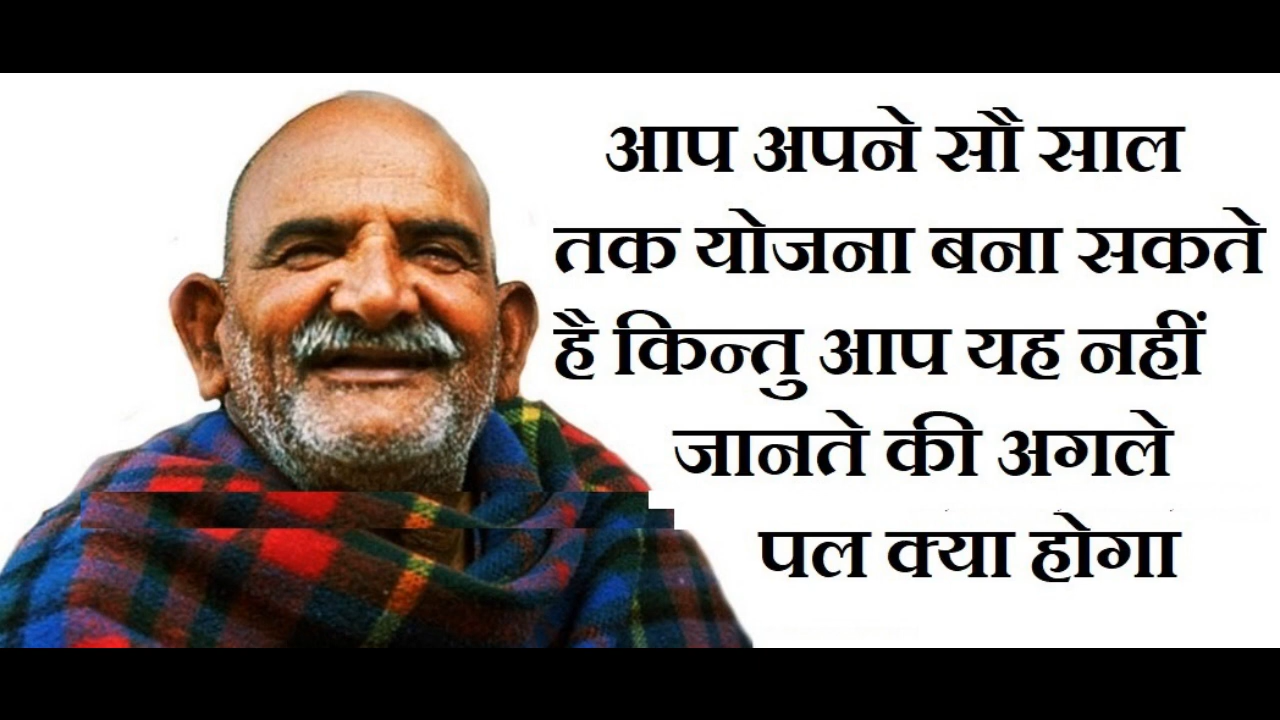 आप अपने सौ साल
तक योजना बना सकते
है किन्तु आप यह नहीं
जानते की अगले
पल क्या होगा